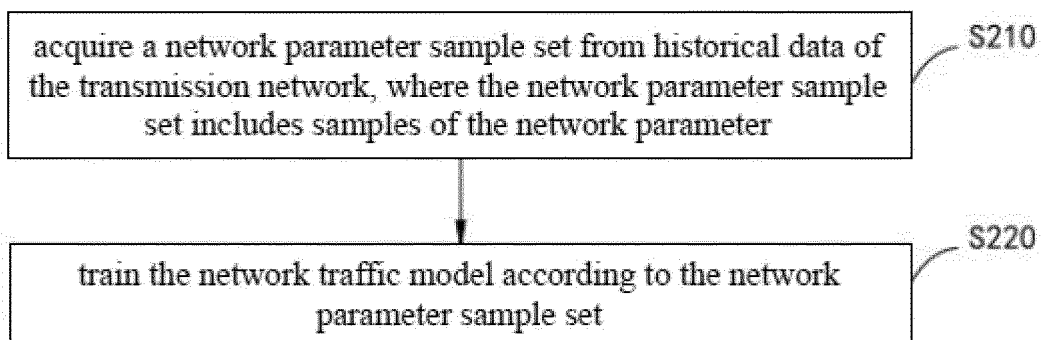 acquire a network parameter sample set from historical data of
the transmission network, where the network parameter sample
set includes samples of the network parameter
S210
train the network traffic model according to the network
parameter sample set
S220